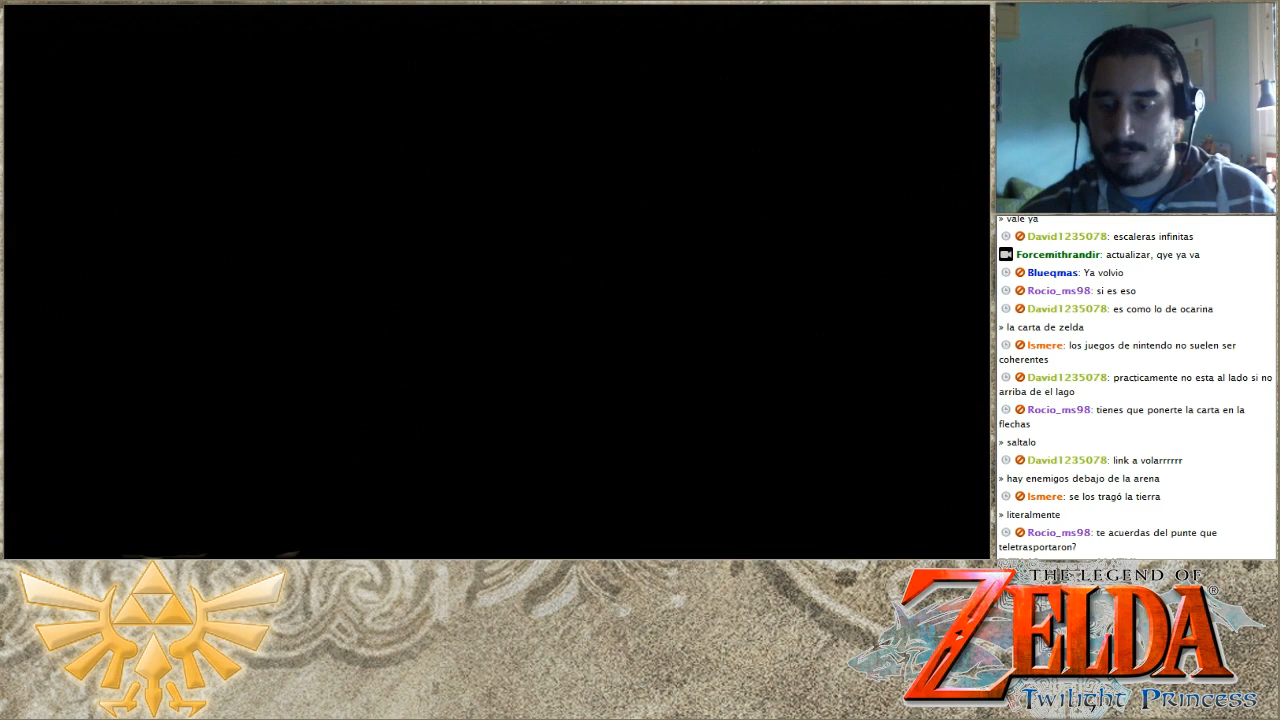 » vale ya
David1235078: escaleras infinitas
Forcemithrandir: actualizar, qye ya va
Blueqmas: Ya volvio
Rocio_ms98: si es eso
David1235078: es como lo de ocarina
» la carta de zelda
Ismere: los juegos de nintendo no suelen ser
coherentes
David1235078: practicamente no esta al lado si no
arriba de el lago
Rocio_ms98: tienes que ponerte la carta en la
flechas
» saltalo
David1235078: link a volarrrrrr
» hay enemigos debajo de la arena
Ismere: se los tragó la tierra
» literalmente
Rocio_ms98: te acuerdas del punte que
teletrasportaron?
THE LEGEND OF
ZELDA®
Twilight Princess